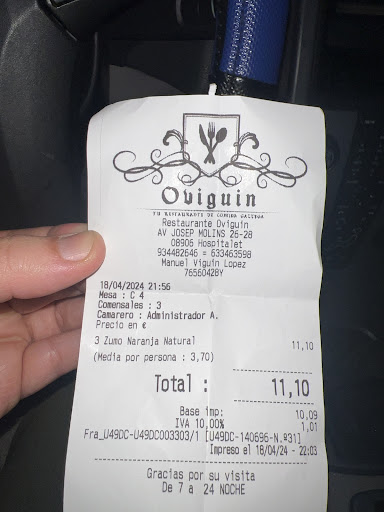 Oviguin
TU RESTAURANTE DE COMIDA GALLEGA
Restaurante Oviguin
AV JOSEP MOLINS 26-28
08906 Hospitalet
934482646 = 633463598
Manuel Viguin Lopez
76560428Y
18/04/2024 21:56
Mesa : C 4
Comensales : 3
Camarero : Administrador A.
Precio en €
3 Zumo Naranja Natural 11,10
(Media por persona : 3,70)
Total : 11,10
Base imp: 10,09
IVA 10,00% 1,01
Fra_U49DC-U49DC003303/1 [U49DC-140696-N.º31]
Impreso el 18/04/24 - 22:03
Gracias por su visita
De 7 a 24 NOCHE